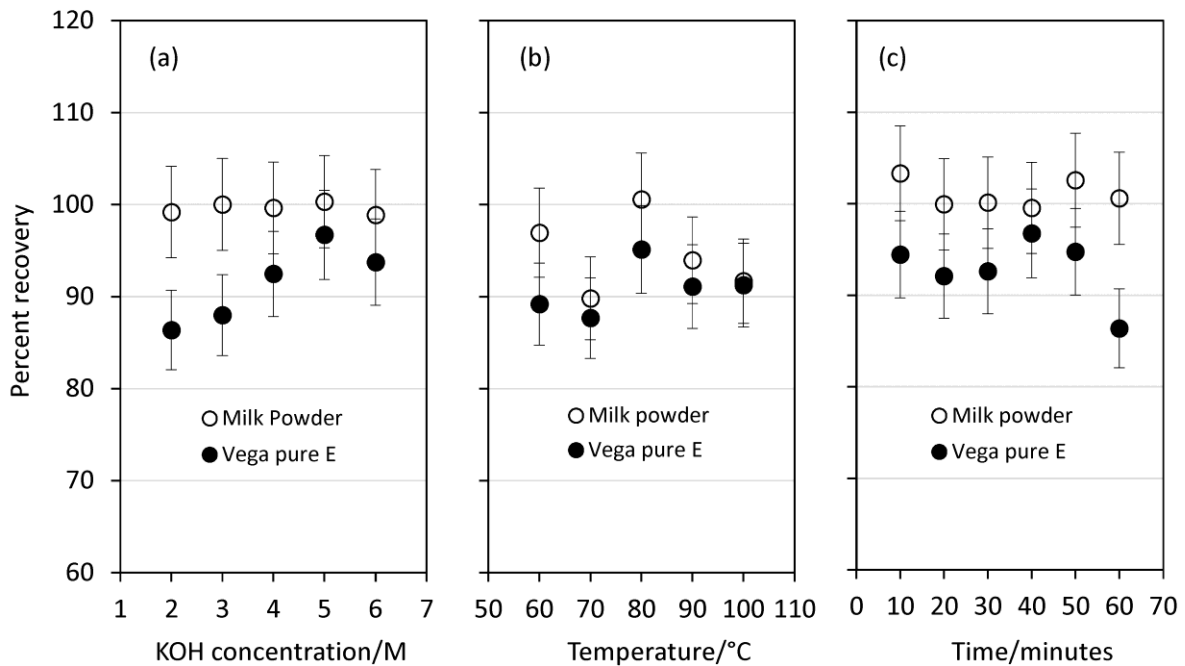 Percent recovery
120
110
100
90
80
70
60
(a)
Milk Powder
Vega pure E
1 2 3 4 5 6 7
KOH concentration/M
(b)
Milk powder
Vega pure E
50 60 70 80 90 100 110
Temperature/°C
(c)
Milk powder
Vega pure E
0 10 20 30 40 50 60 70
Time/minutes